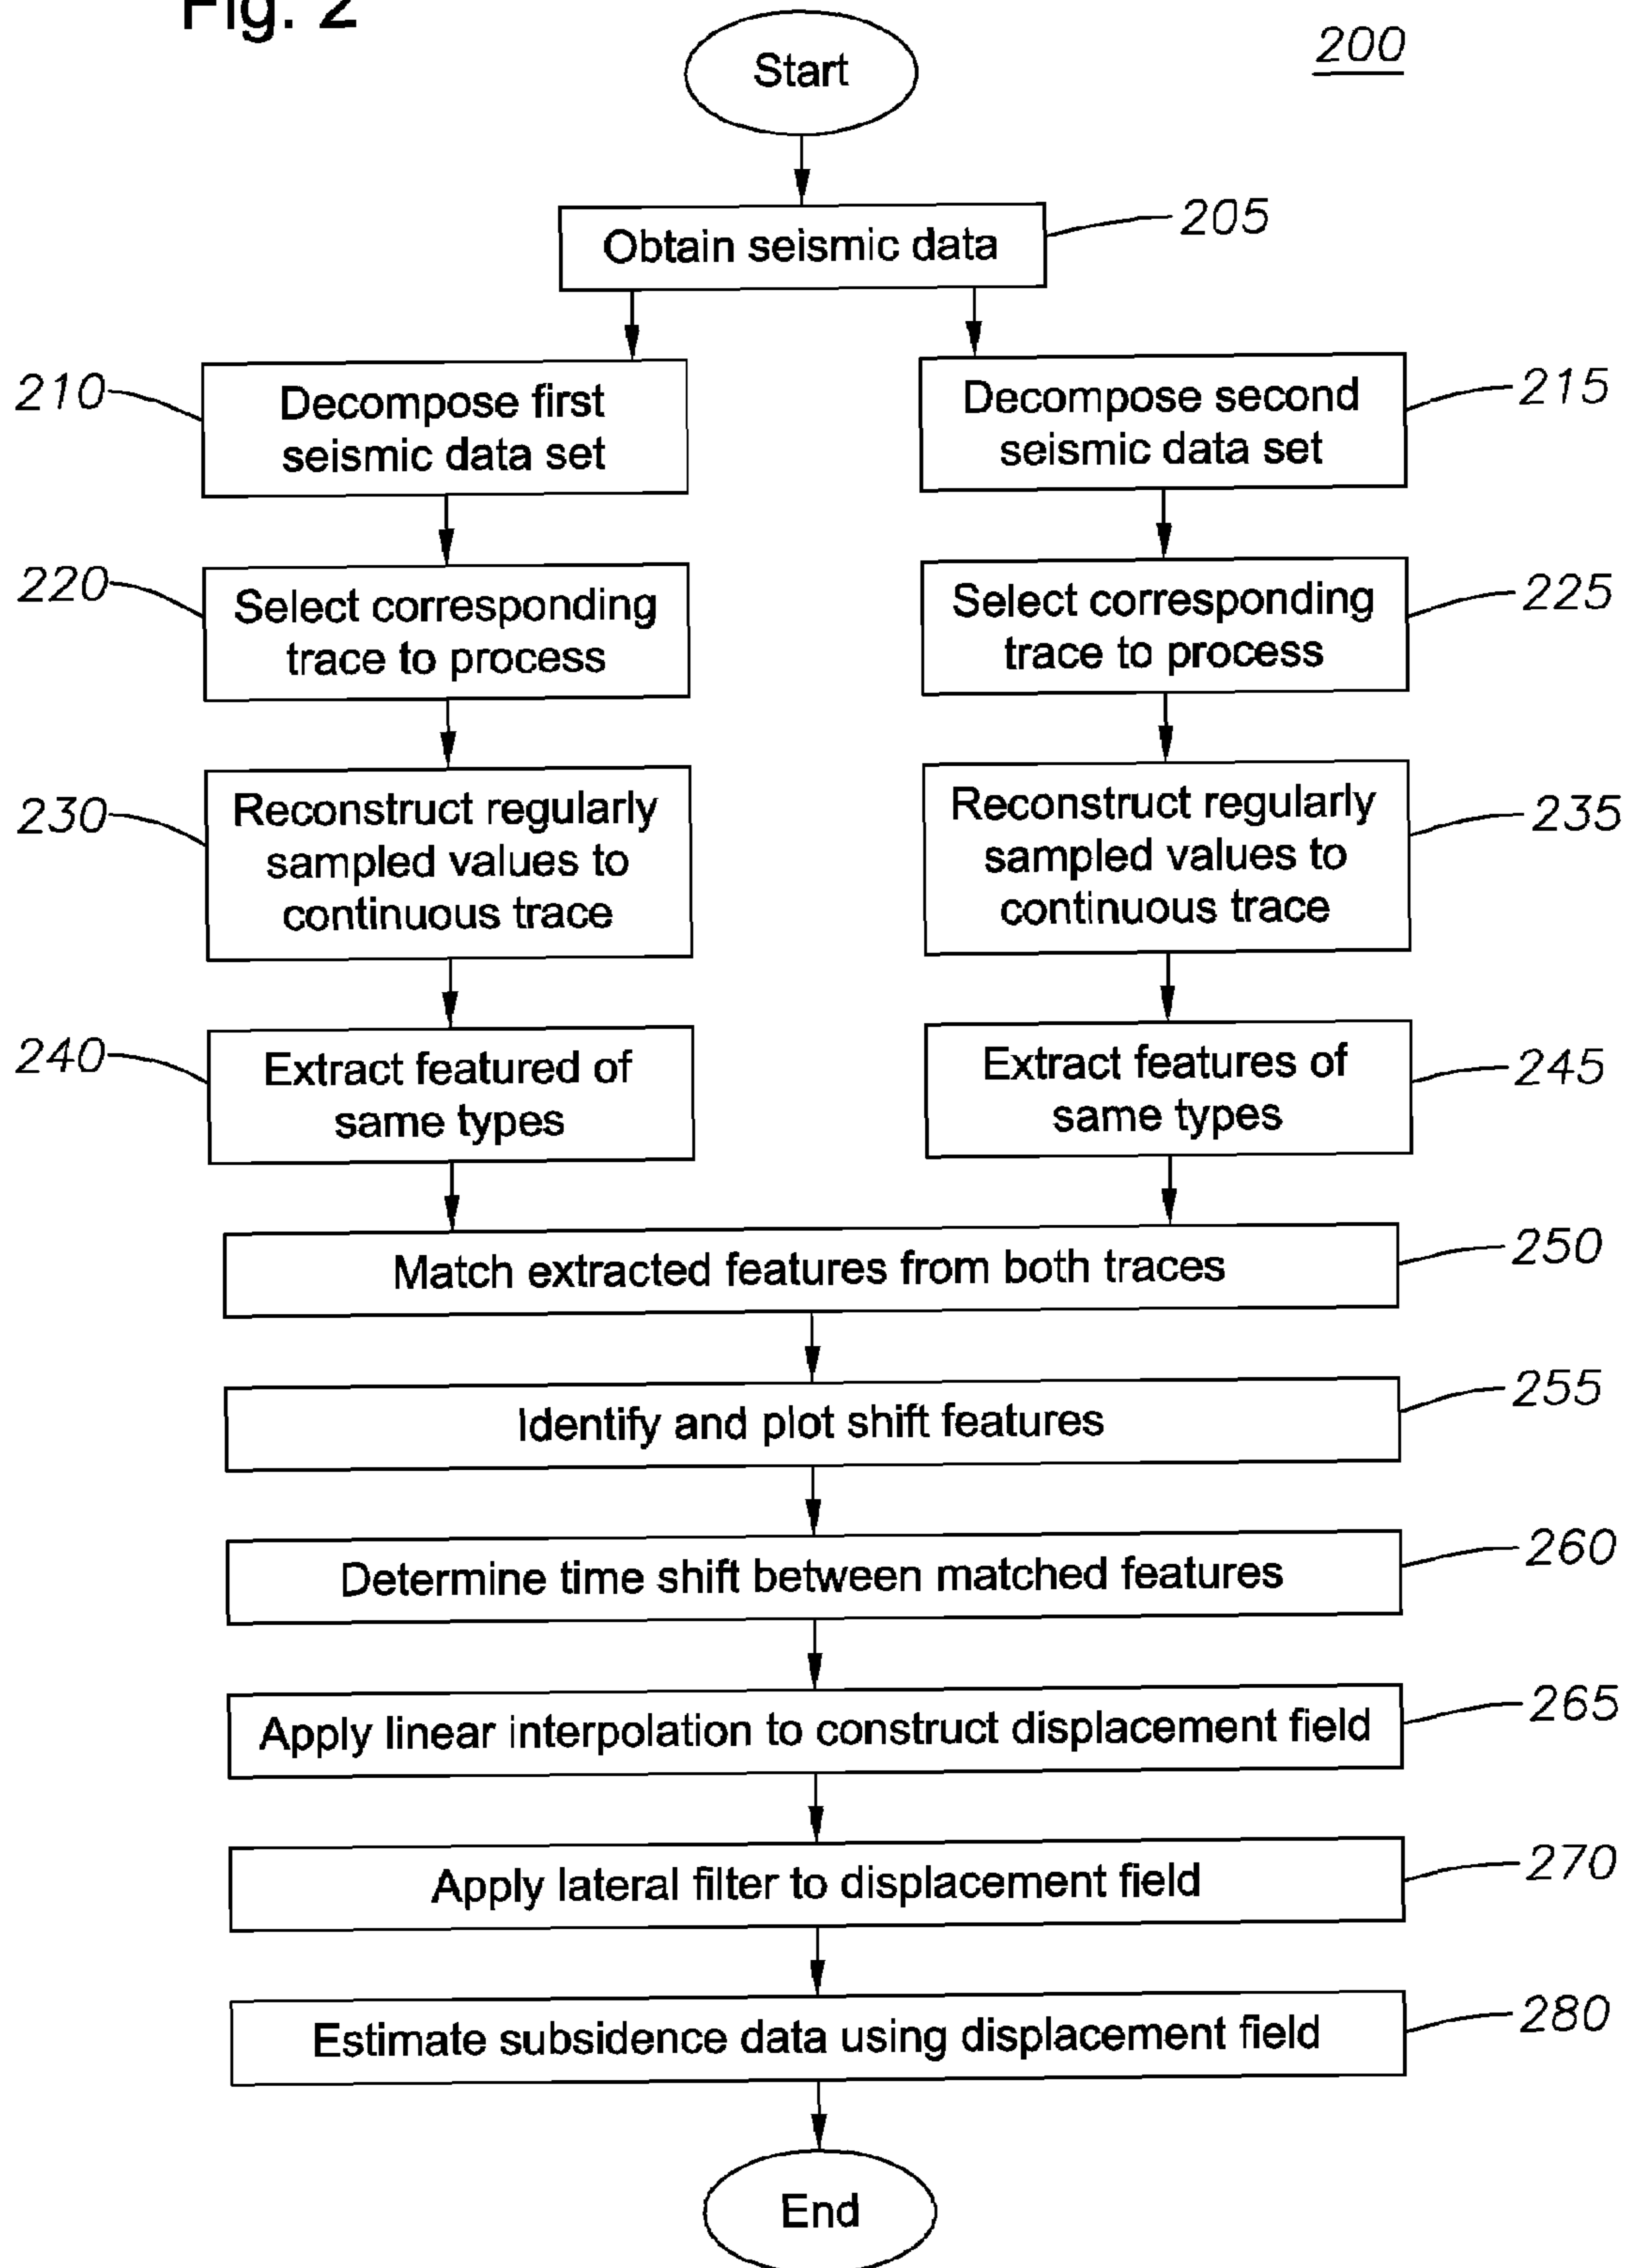 Fig. 2
200
Start
Obtain seismic data
205
210
Decompose first
seismic data set
Decompose second
seismic data set
215
220
Select corresponding
trace to process
Select corresponding
trace to process
225
230
Reconstruct regularly
sampled values to
continuous trace
Reconstruct regularly
sampled values to
continuous trace
235
240
Extract featured of
same types
Extract features of
same types
245
Match extracted features from both traces
250
Identify and plot shift features
255
Determine time shift between matched features
260
Apply linear interpolation to construct displacement field
265
Apply lateral filter to displacement field
270
Estimate subsidence data using displacement field
280
End